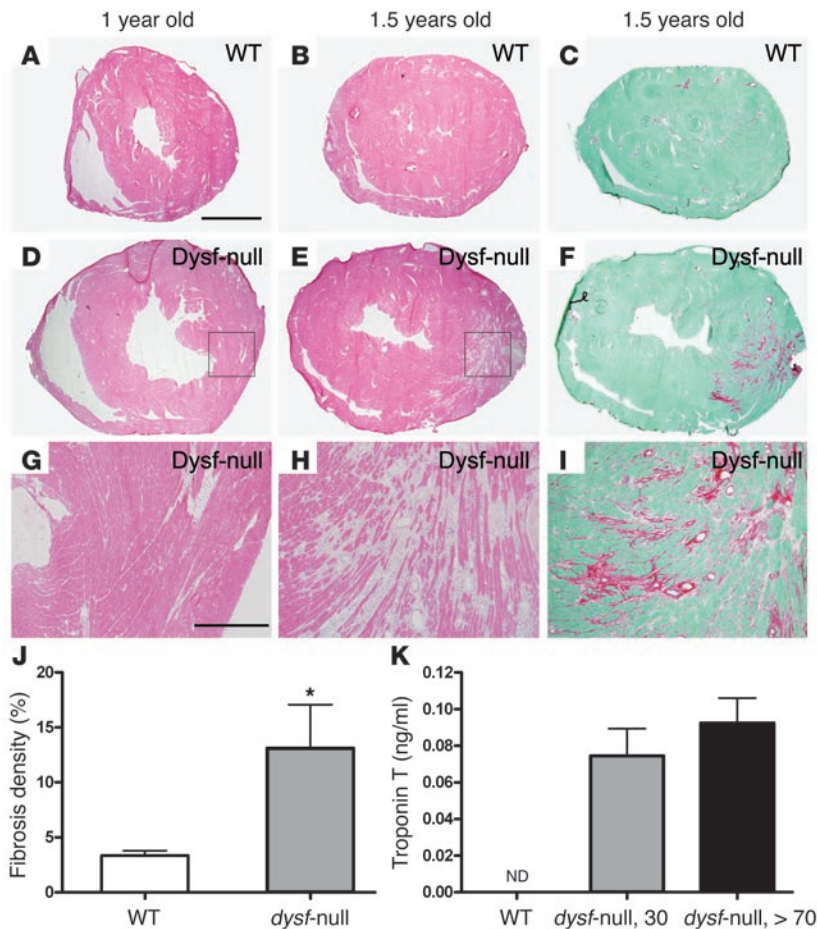 1 year old 1.5 years old 1.5 years old
A WT B WT C WT
D Dysf-null E Dysf-null F Dysf-null
G Dysf-null H Dysf-null I Dysf-null
J
Fibrosis density (%)
20
15
10
5
0
*
WT dysf-null
K
Troponin T (ng/ml)
0.12
0.10
0.08
0.06
0.04
0.02
0.00
ND
WT dysf-null, 30 dysf-null, > 70